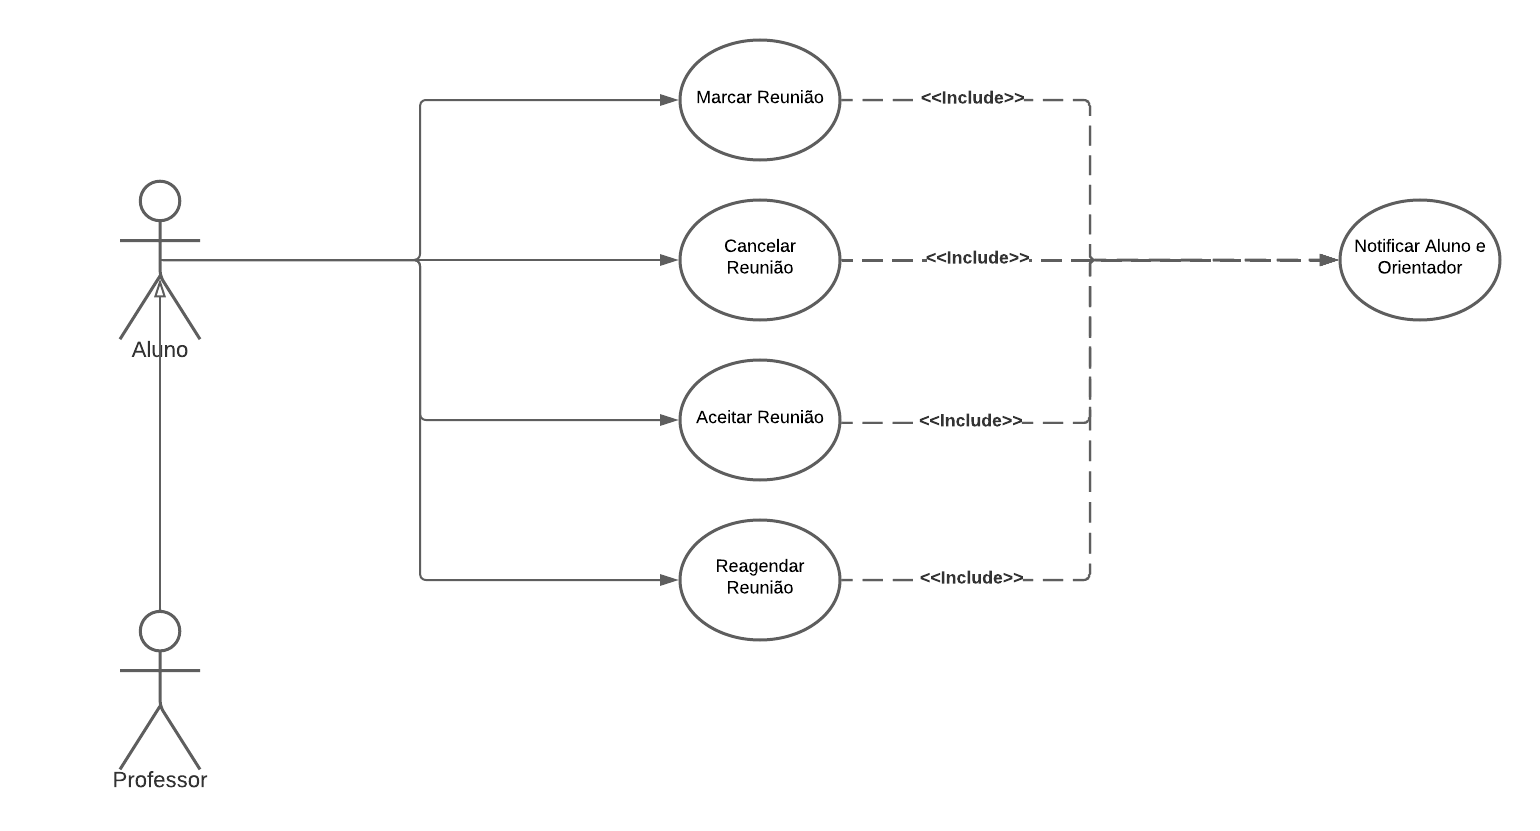 Marcar Reunião
<<Include>>
Cancelar
Reunião
<<Include>>
Notificar Aluno e
Orientador
Aluno
Aceitar Reunião
<<Include>>
Reagendar
Reunião
<<Include>>
Professor